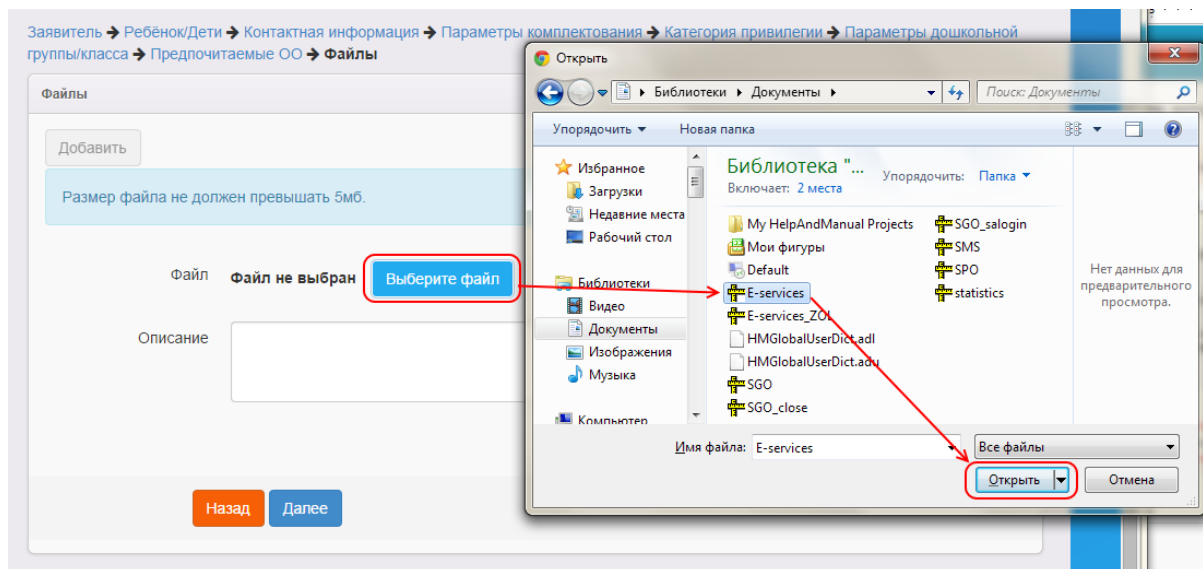 Заявитель ➔ Ребёнок/Дети ➔ Контактная информация ➔ Параметры комплектования ➔ Категория привилегии ➔ Параметры дошкольной
группы/класса ➔ Предпочитаемые ОО ➔ Файлы
Файлы
Добавить
Размер файла не должен превышать 5мб.
Файл Файл не выбран Выберите файл
Описание
Назад Далее
Открыть
Библиотеки Документы
Поиск: Документы
Упорядочить Новая папка
Избранное
Загрузки
Недавние места
Рабочий стол
Библиотеки
Видео
Документы
Изображения
Музыка
Компьютер
Библиотека "...
Включает: 2 места
Упорядочить: Папка
My HelpAndManual Projects
Мои фигуры
Default
E-services
E-services_ZOL
HMGlobalUserDict.adl
HMGlobalUserDict.adu
SGO
SGO_close
SGO_salogin
SMS
SPO
statistics
Нет данных для
предварительного
просмотра.
Имя файла: E-services
Все файлы
Открыть Отмена